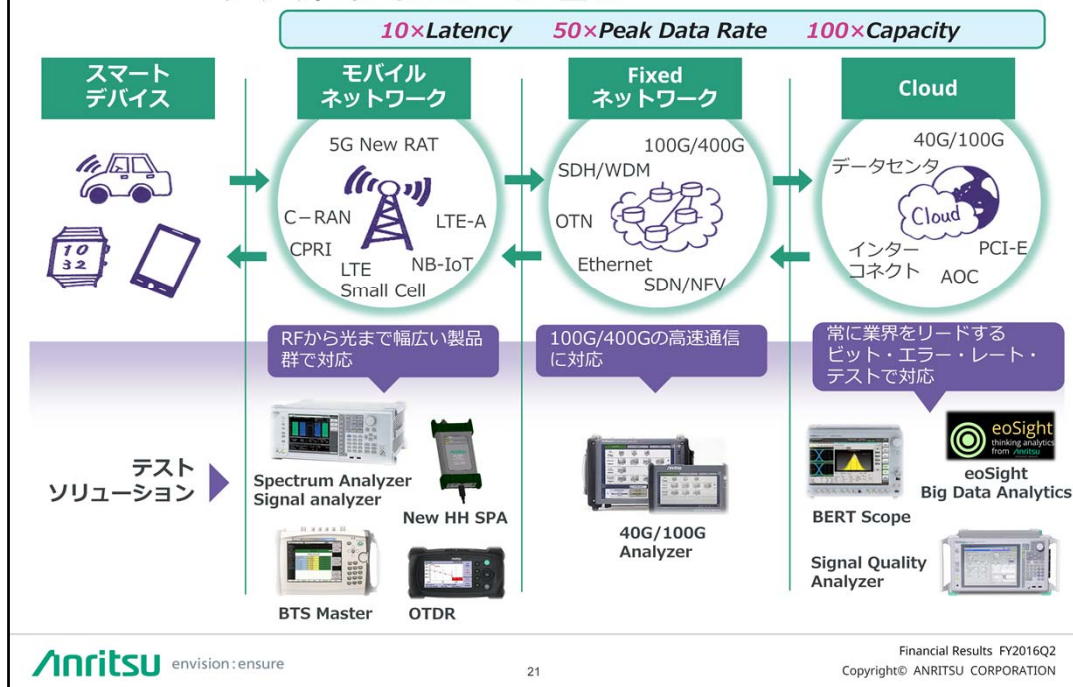 10×Latency 50×Peak Data Rate 100×Capacity
スマート
デバイス
モバイル
ネットワーク
Fixed
ネットワーク
Cloud
10
32
5G New RAT
C－RAN
LTE-A
CPRI
LTE
NB-IoT
Small Cell
100G/400G
SDH/WDM
OTN
Ethernet
SDN/NFV
40G/100G
データセンタ
Cloud
インター
コネクト
PCI-E
AOC
RFから光まで幅広い製品
群で対応
100G/400Gの高速通信
に対応
常に業界をリードする
ビット・エラー・レート・
テストで対応
テスト
ソリューション
Spectrum Analyzer
Signal analyzer
New HH SPA
BTS Master
OTDR
40G/100G
Analyzer
BERT Scope
eoSight
thinking analytics
from Anritsu
eoSight
Big Data Analytics
Signal Quality
Analyzer
Anritsu envision : ensure
21
Financial Results FY2016Q2
Copyright© ANRITSU CORPORATION